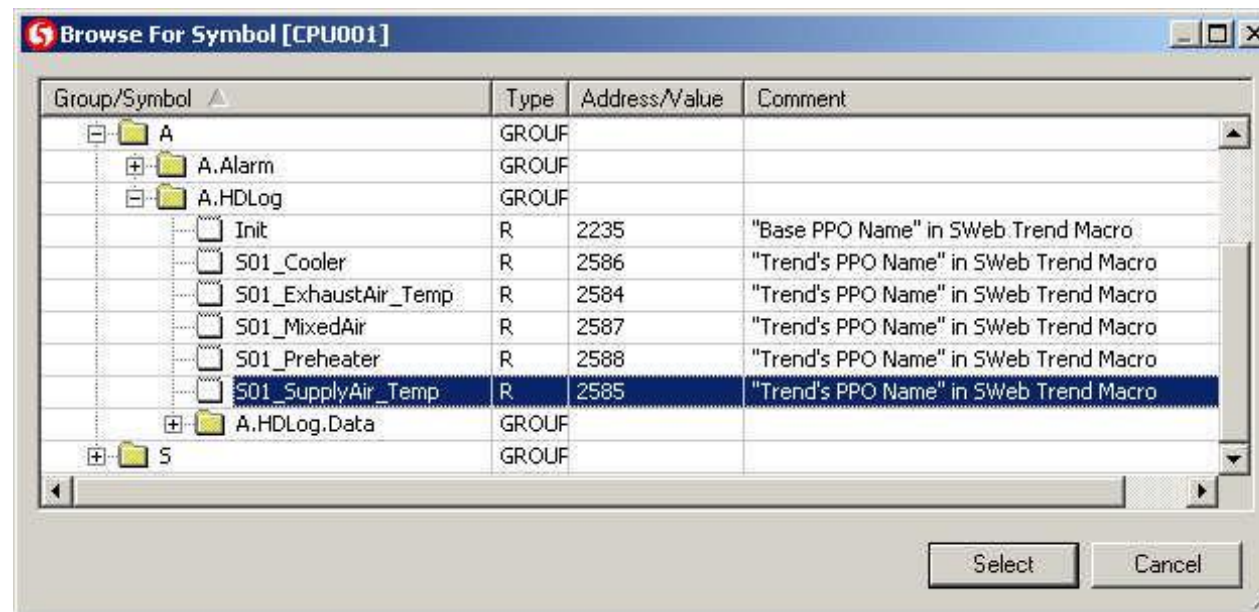 Browse For Symbol [CPU001]
Group/Symbol Type Address/Value Comment
A GROUP
A.Alarm GROUP
A.HDLog GROUP
Init R 2235 "Base PPO Name" in SWeb Trend Macro
S01_Cooler R 2586 "Trend's PPO Name" in SWeb Trend Macro
S01_ExhaustAir_Temp R 2584 "Trend's PPO Name" in SWeb Trend Macro
S01_MixedAir R 2587 "Trend's PPO Name" in SWeb Trend Macro
S01_Preheater R 2588 "Trend's PPO Name" in SWeb Trend Macro
S01_SupplyAir_Temp R 2585 "Trend's PPO Name" in SWeb Trend Macro
A.HDLog.Data GROUP
S GROUP
Select Cancel